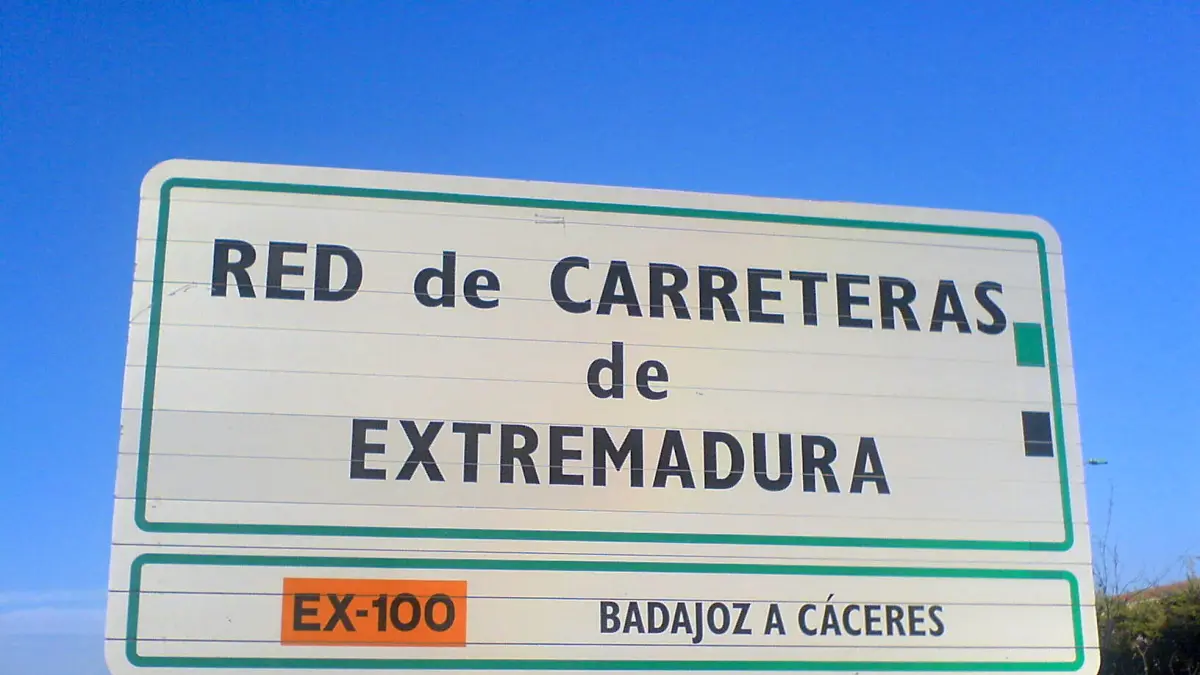 RED de CARRETERAS
de
EXTREMADURA
EX-100 BADAJOZ A CÁCERES